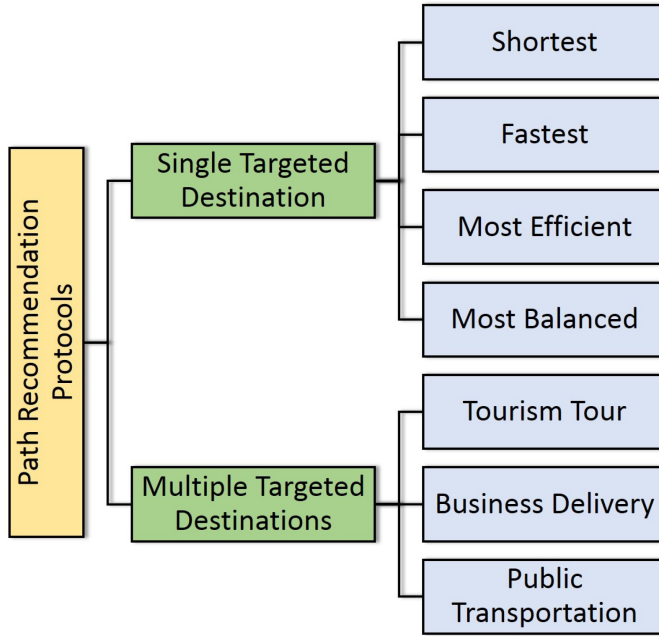 Path Recommendation
Protocols
Single Targeted
Destination
Shortest
Fastest
Most Efficient
Most Balanced
Multiple Targeted
Destinations
Tourism Tour
Business Delivery
Public
Transportation